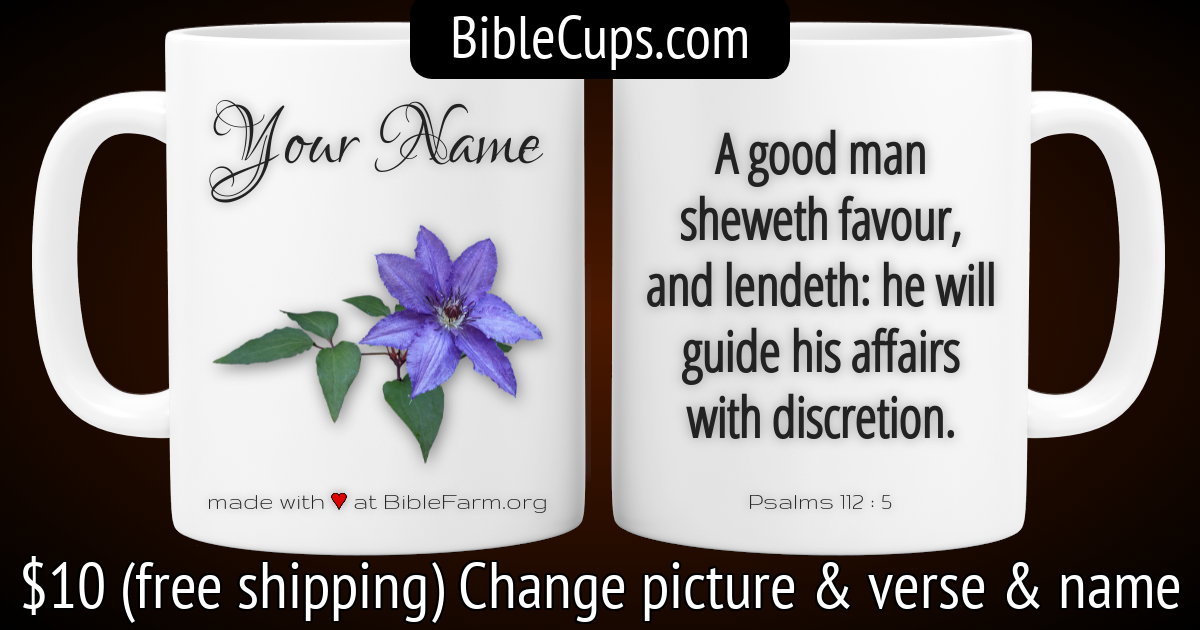 BibleCups.com
Your Name
made with ♥ at BibleFarm.org
A good man
sheweth favour,
and lendeth: he will
guide his affairs
with discretion.
Psalms 112 : 5
$10 (free shipping) Change picture & verse & name